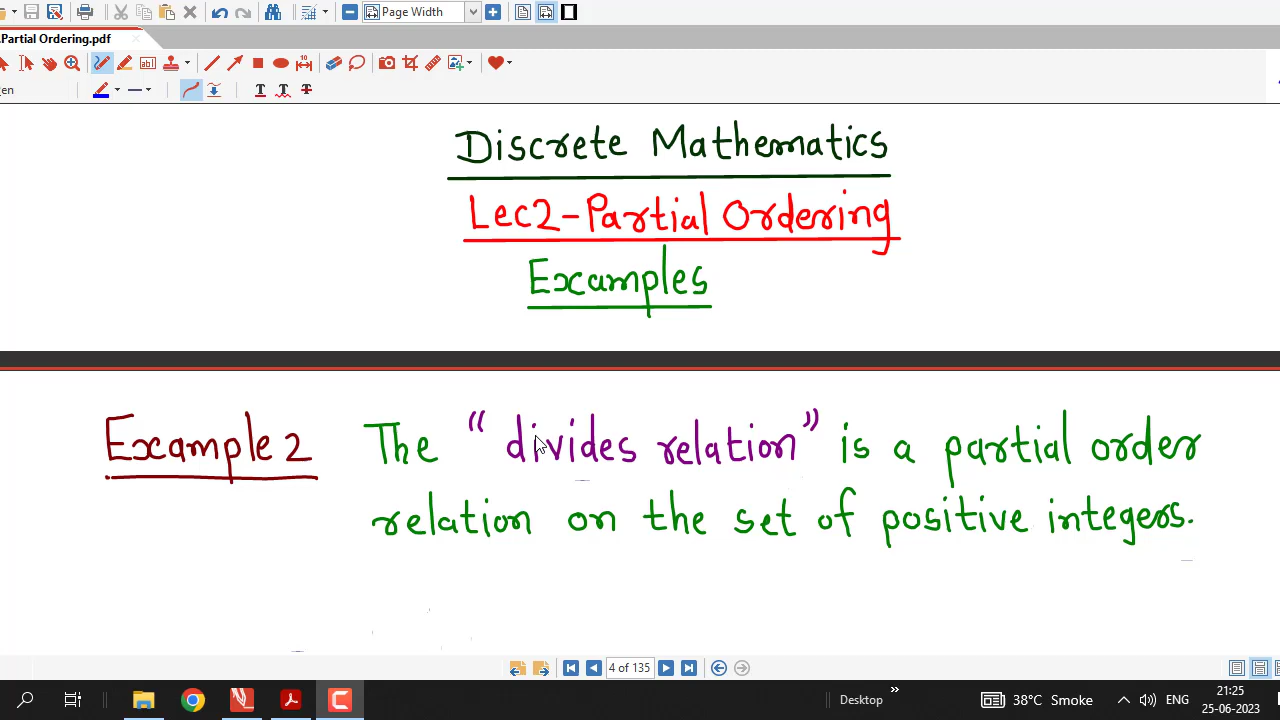 Page Width
.Partial Ordering.pdf
en
Discrete Mathematics
Lec2-Partial Ordering
Examples
Example 2 The "divides relation" is a partial order
relation on the set of positive integers.
4 of 135
Desktop
38°C Smoke
ENG
21:25
25-06-2023